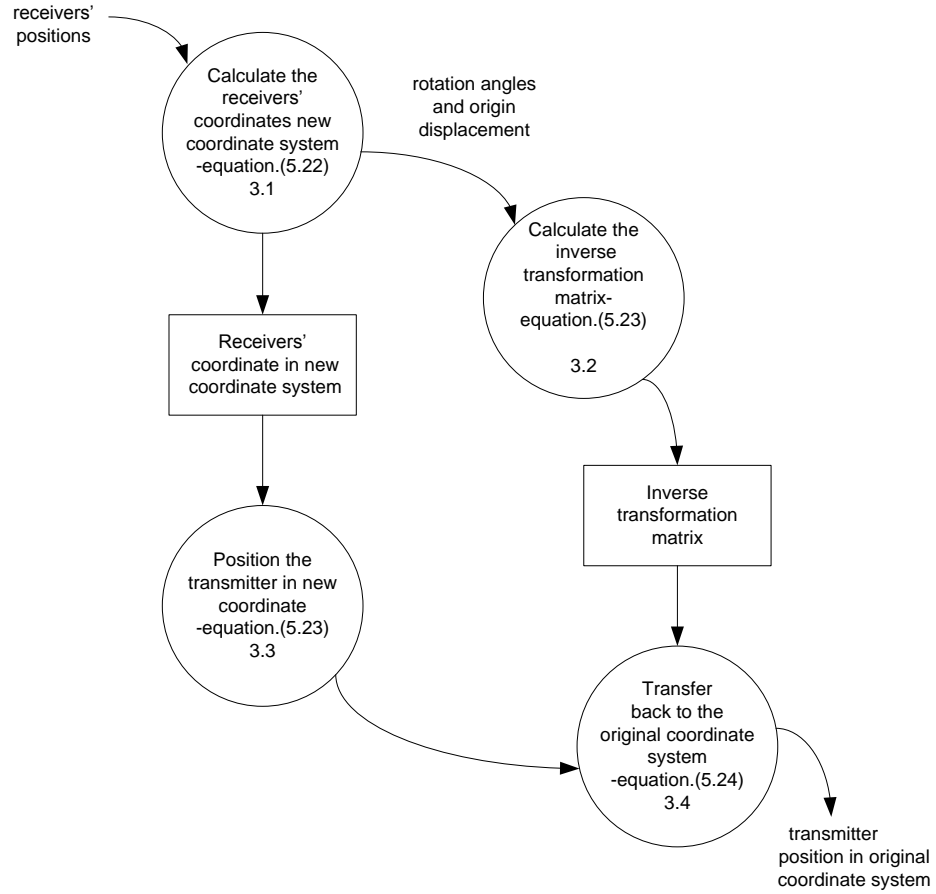 receivers'
positions
Calculate the
receivers'
coordinates new
coordinate system
-equation.(5.22)
3.1
rotation angles
and origin
displacement
Calculate the
inverse
transformation
matrix-
equation.(5.23)
3.2
Receivers'
coordinate in new
coordinate system
Inverse
transformation
matrix
Position the
transmitter in new
coordinate
-equation.(5.23)
3.3
Transfer
back to the
original coordinate
system
-equation.(5.24)
3.4
transmitter
position in original
coordinate system